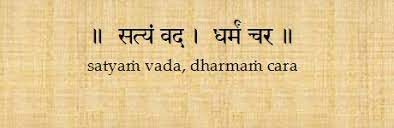 ॥ सत्यं वद । धर्मं चर ॥
satyaṁ vada, dharmaṁ cara